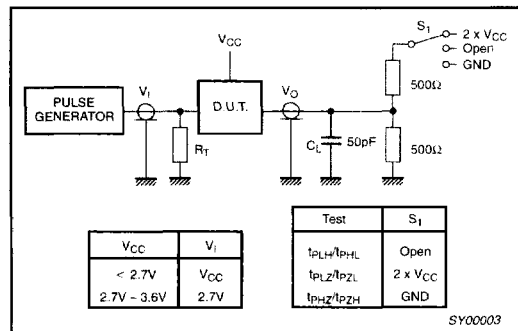 S1
2 x VCC
Open
GND
VCC
500Ω
PULSE
GENERATOR
VI
D.U.T.
VO
RT
CL
50pF
500Ω
VCC VI
< 2.7V VCC
2.7V – 3.6V 2.7V
Test S1
tPLH/tPHL Open
tPLZ/tPZL 2 x VCC
tPHZ/tPZH GND
SY00003